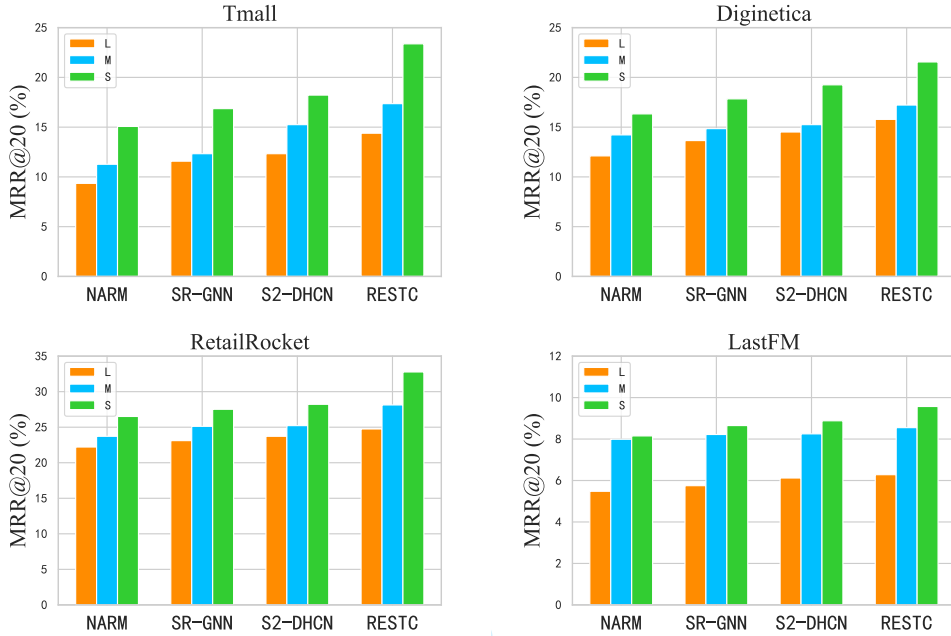 Tmall
MRR@20 (%)
25
20
15
10
5
0
L
M
S
NARM SR-GNN S2-DHCN RESTC
Diginetica
MRR@20 (%)
25
20
15
10
5
0
L
M
S
NARM SR-GNN S2-DHCN RESTC
RetailRocket
MRR@20 (%)
35
30
25
20
15
10
5
0
L
M
S
NARM SR-GNN S2-DHCN RESTC
LastFM
MRR@20 (%)
12
10
8
6
4
2
0
L
M
S
NARM SR-GNN S2-DHCN RESTC